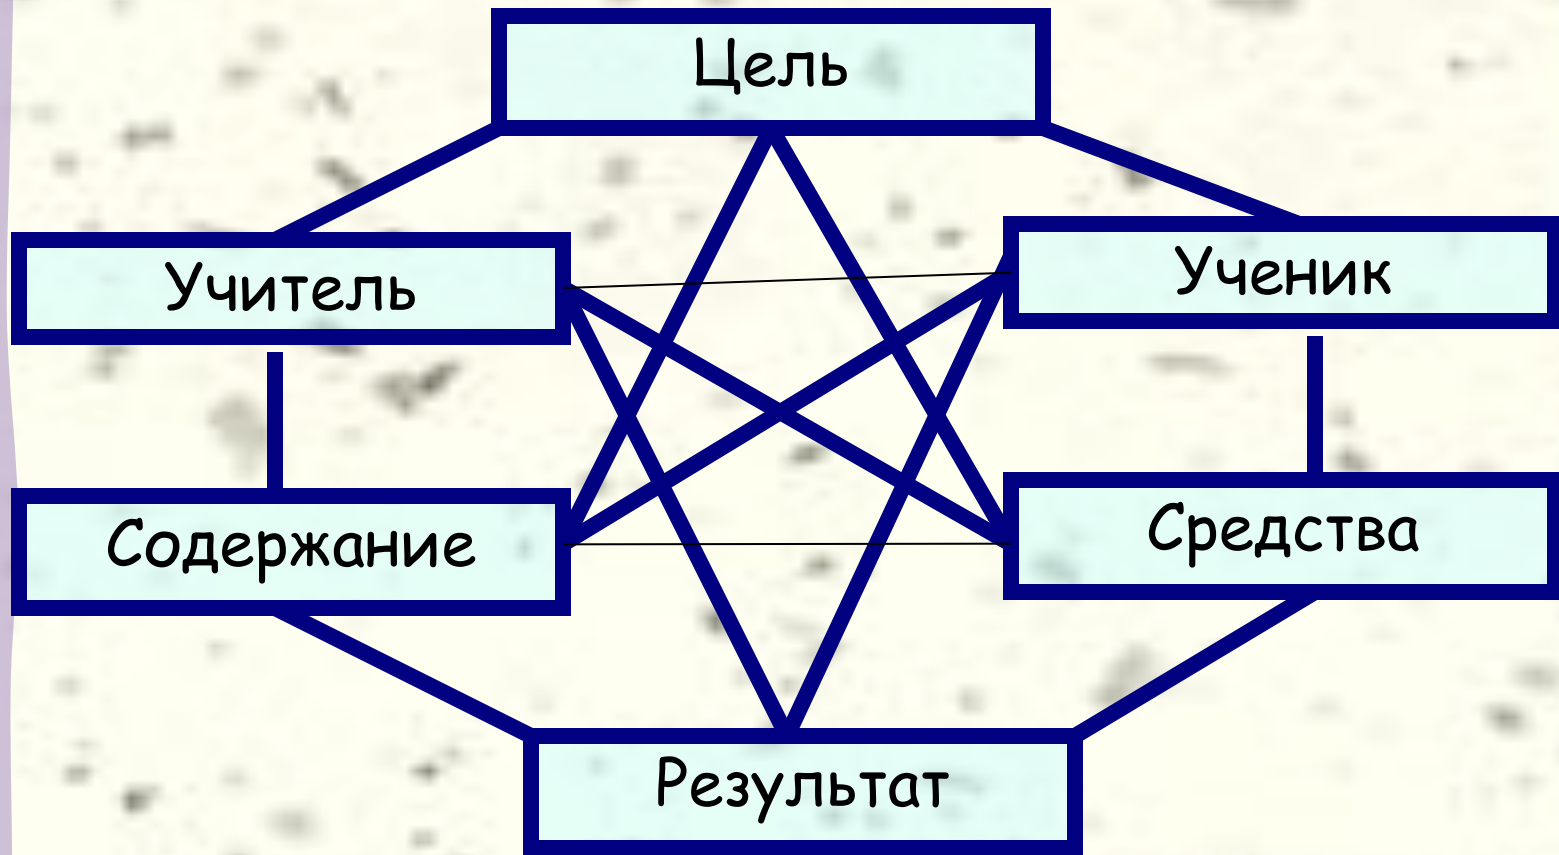 Цель
Учитель
Ученик
Содержание
Средства
Результат